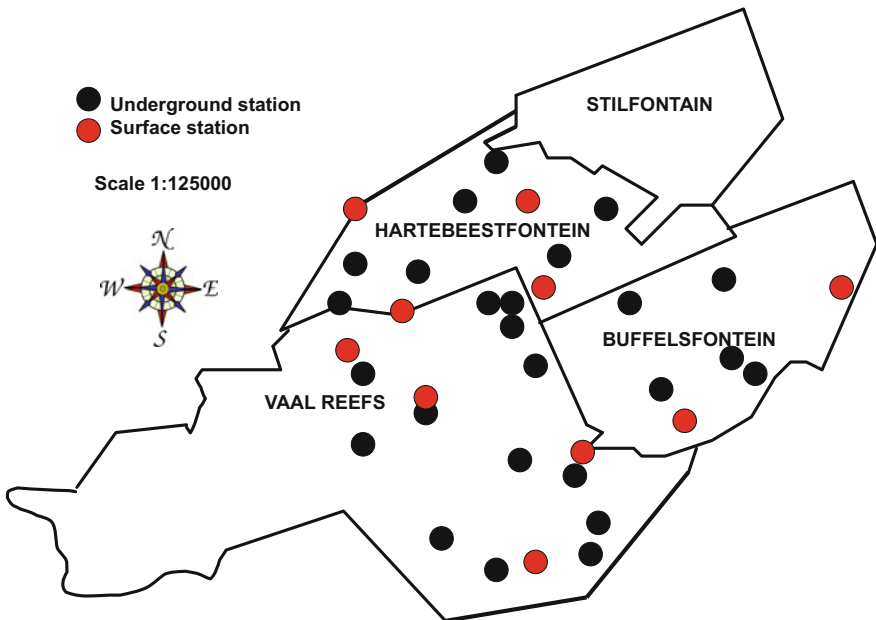 STILFONTAIN
Underground station
Surface station
Scale 1:125000
HARTEBEESTFONTEIN
N
W E
S
BUFFELSFONTEIN
VAAL REEFS